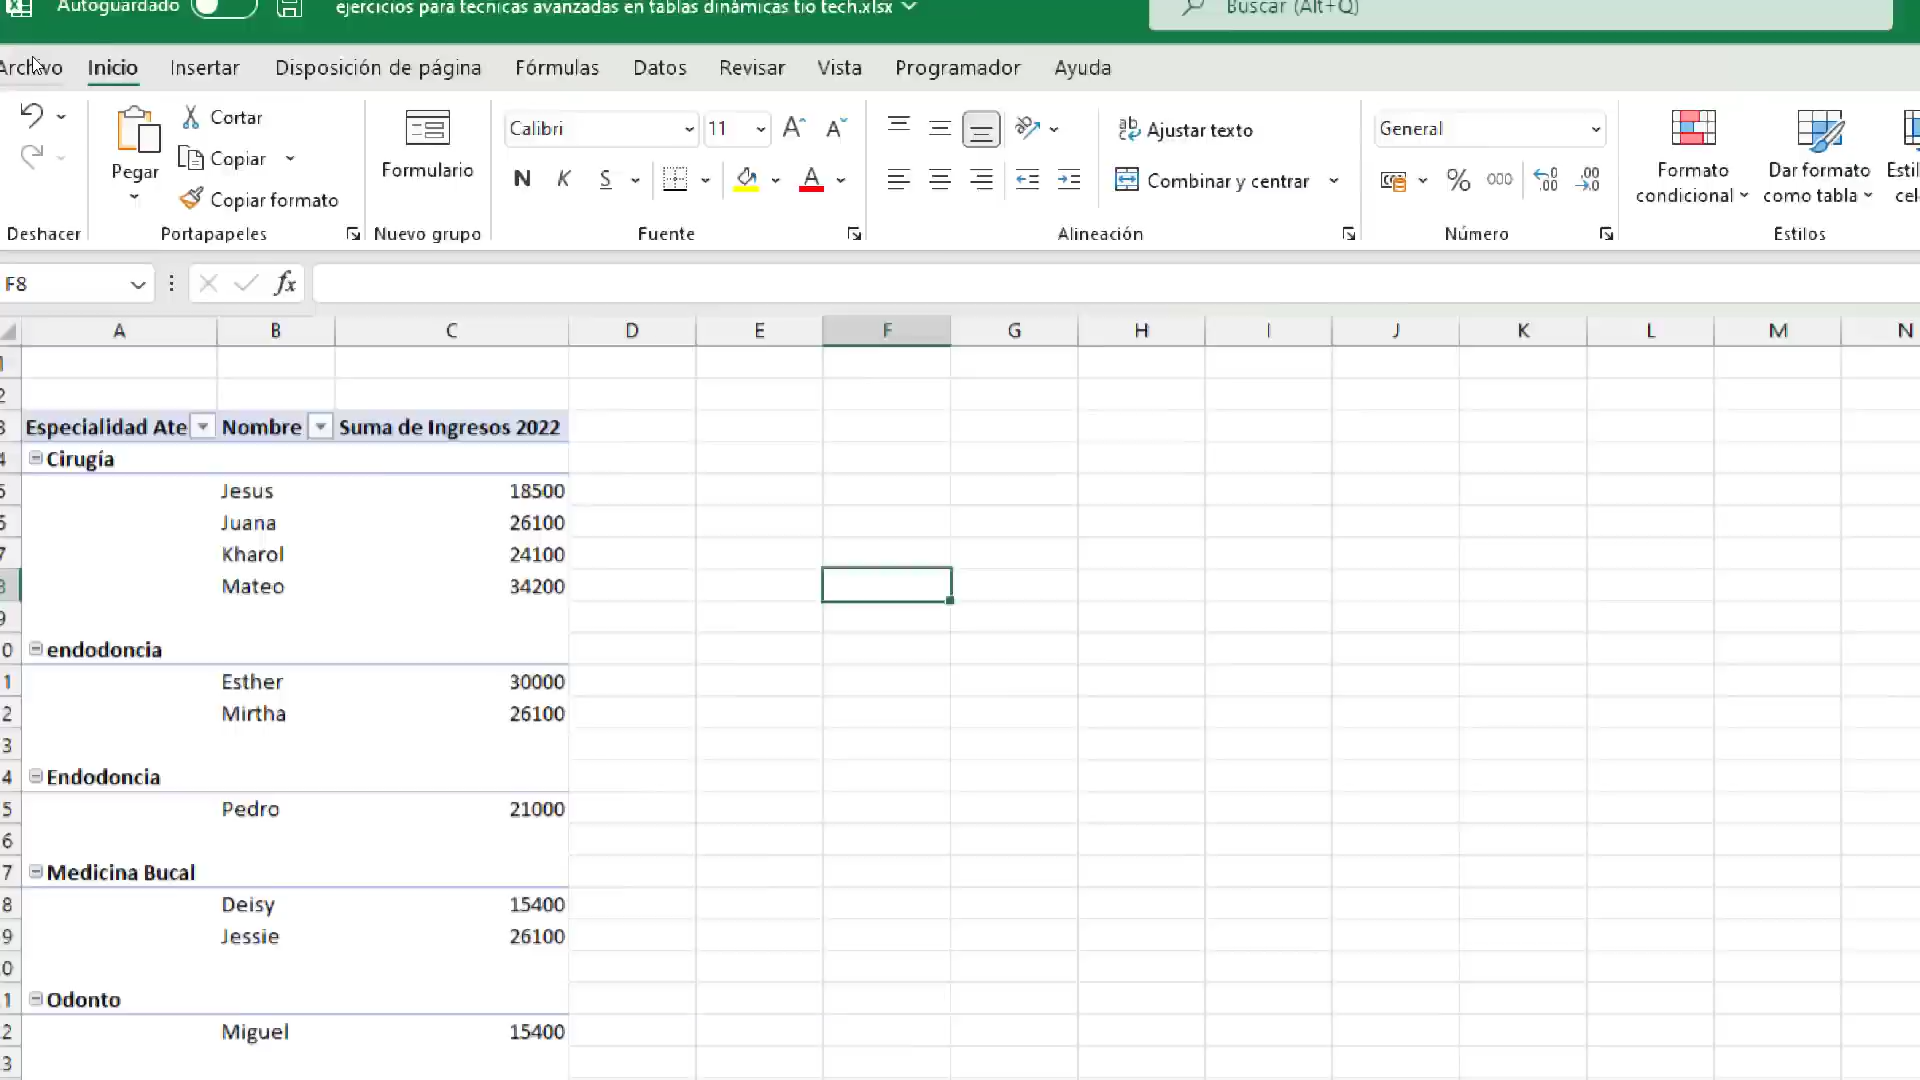 Autoguardado ejercicios para tecnicas avanzadas en tablas dinámicas tio tech.xlsx Buscar (Alt+Q)
Archivo Inicio Insertar Disposición de página Fórmulas Datos Revisar Vista Programador Ayuda
Cortar
Copiar
Copiar formato
Pegar
Formulario
Calibri 11
N K S
Ajustar texto
Combinar y centrar
General
% 000
Formato condicional
Dar formato como tabla
Deshacer Portapapeles Nuevo grupo Fuente Alineación Número Estilos
F8 fx
A B C D E F G H I J K L M N
Especialidad Ate Nombre Suma de Ingresos 2022
Cirugía
Jesus 18500
Juana 26100
Kharol 24100
Mateo 34200
endodoncia
Esther 30000
Mirtha 26100
Endodoncia
Pedro 21000
Medicina Bucal
Deisy 15400
Jessie 26100
Odonto
Miguel 15400